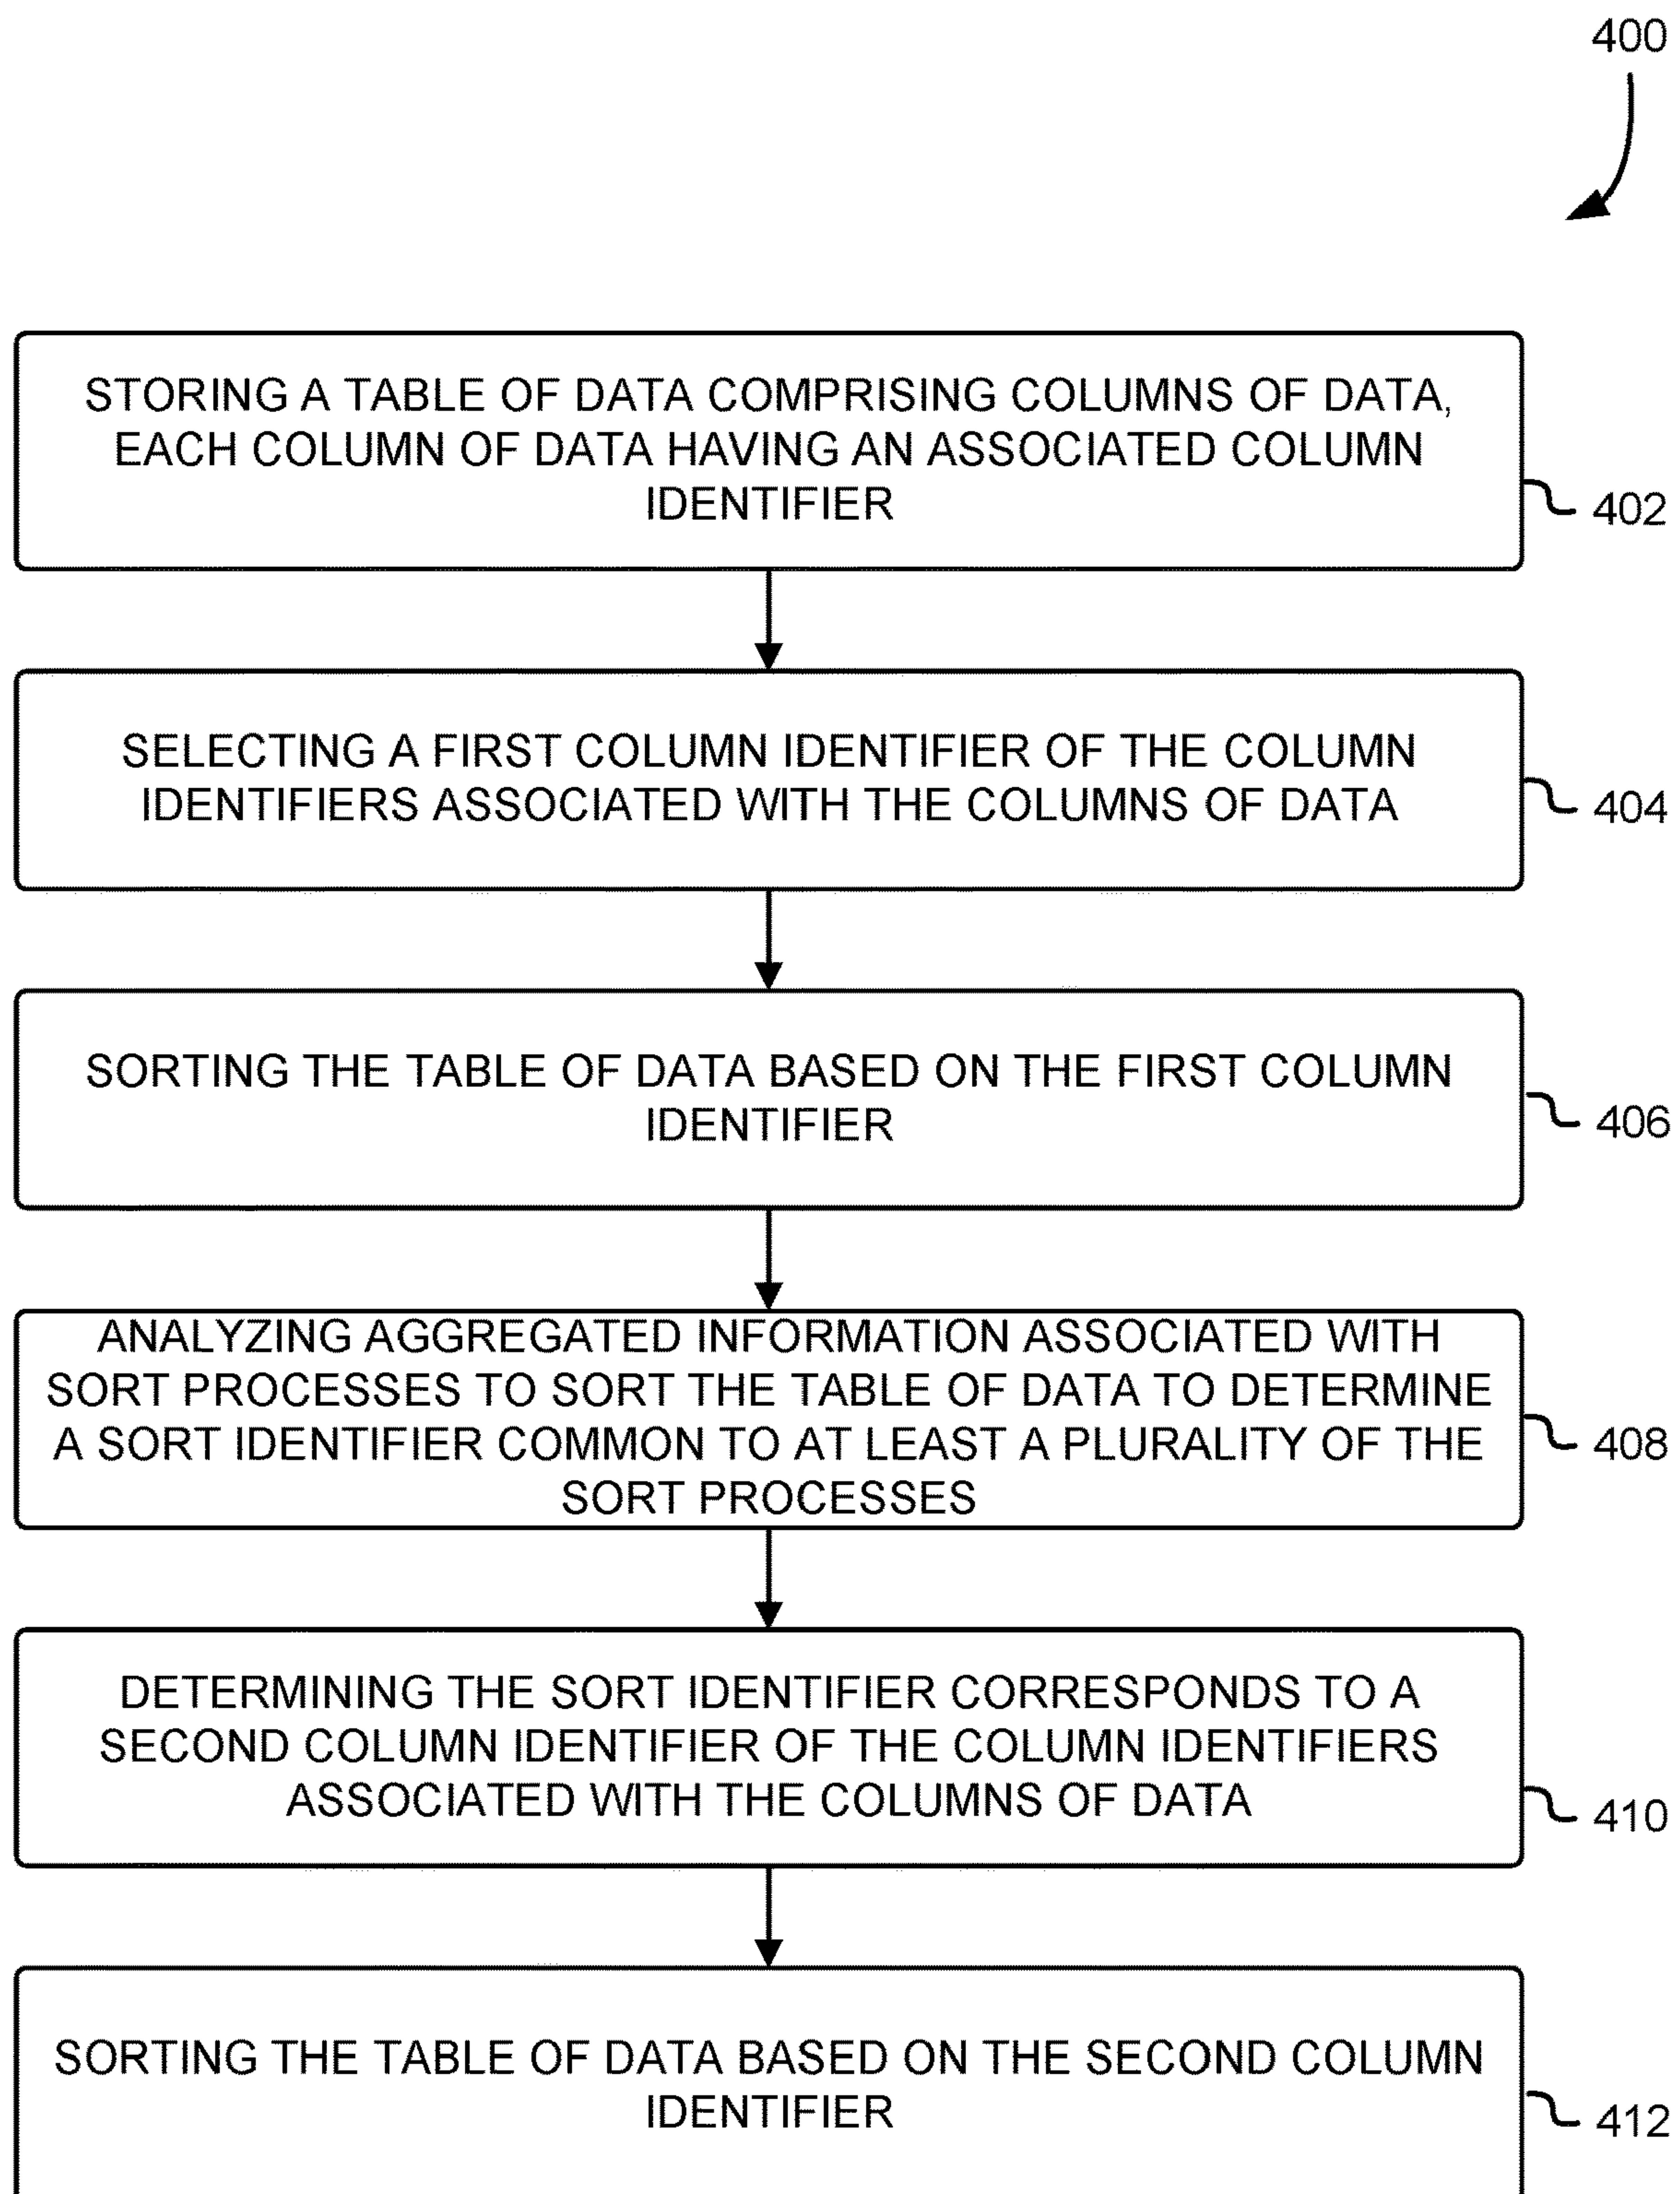 400
STORING A TABLE OF DATA COMPRISING COLUMNS OF DATA,
EACH COLUMN OF DATA HAVING AN ASSOCIATED COLUMN
IDENTIFIER
402
SELECTING A FIRST COLUMN IDENTIFIER OF THE COLUMN
IDENTIFIERS ASSOCIATED WITH THE COLUMNS OF DATA
404
SORTING THE TABLE OF DATA BASED ON THE FIRST COLUMN
IDENTIFIER
406
ANALYZING AGGREGATED INFORMATION ASSOCIATED WITH
SORT PROCESSES TO SORT THE TABLE OF DATA TO DETERMINE
A SORT IDENTIFIER COMMON TO AT LEAST A PLURALITY OF THE
SORT PROCESSES
408
DETERMINING THE SORT IDENTIFIER CORRESPONDS TO A
SECOND COLUMN IDENTIFIER OF THE COLUMN IDENTIFIERS
ASSOCIATED WITH THE COLUMNS OF DATA
410
SORTING THE TABLE OF DATA BASED ON THE SECOND COLUMN
IDENTIFIER
412